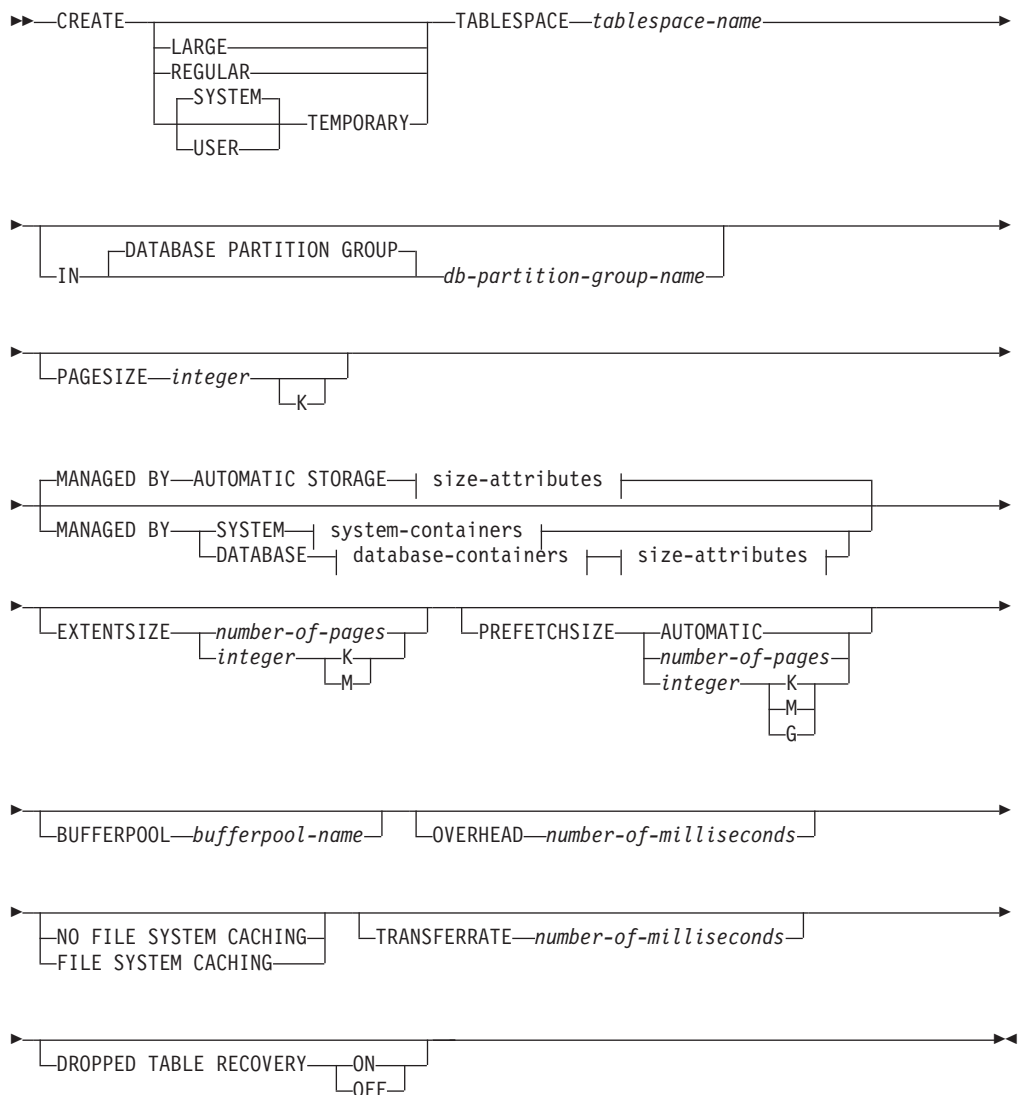 CREATE TABLESPACE tablespace-name
LARGE
REGULAR
SYSTEM
TEMPORARY
USER
DATABASE PARTITION GROUP
IN db-partition-group-name
PAGESIZE integer
K
MANAGED BY AUTOMATIC STORAGE size-attributes
MANAGED BY SYSTEM system-containers
DATABASE database-containers size-attributes
EXTENTSIZE number-of-pages PREFETCHSIZE AUTOMATIC
integer K number-of-pages
M integer K
M
G
BUFFERPOOL bufferpool-name OVERHEAD number-of-milliseconds
NO FILE SYSTEM CACHING TRANSFERRATE number-of-milliseconds
FILE SYSTEM CACHING
DROPPED TABLE RECOVERY ON
OFF